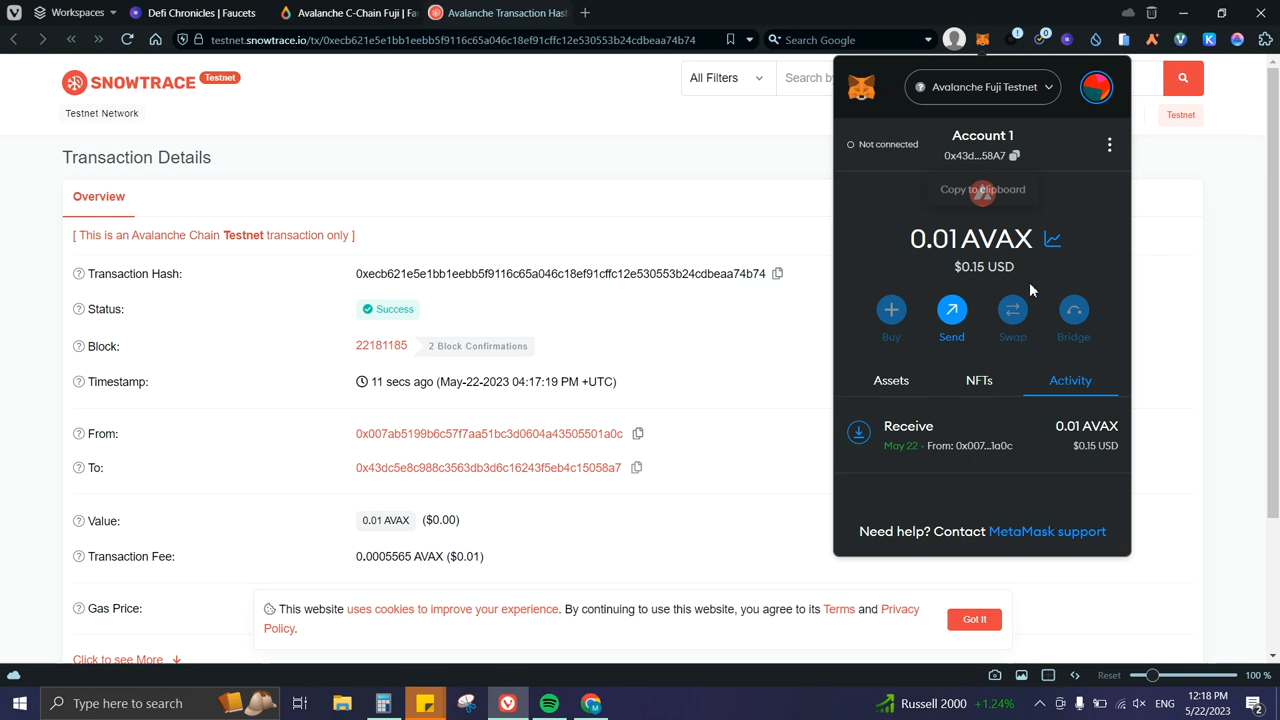 Workspaces
Defi Chronicles | Faucets
Avalanche C-Chain Fuji | Fa
Avalanche Transaction Hash
testnet.snowtrace.io/tx/0xecb621e5e1bb1eebb5f9116c65a046c18ef91cffc12e530553b24cdbeaa74b74
Search Google
SNOWTRACE Testnet
All Filters
Search by
Testnet Network
Testnet
Transaction Details
Overview
[ This is an Avalanche Chain Testnet transaction only ]
Transaction Hash: 0xecb621e5e1bb1eebb5f9116c65a046c18ef91cffc12e530553b24cdbeaa74b74
Status: Success
Block: 22181185 2 Block Confirmations
Timestamp: 11 secs ago (May-22-2023 04:17:19 PM +UTC)
From: 0x007ab5199b6c57f7aa51bc3d0604a43505501a0c
To: 0x43dc5e8c988c3563db3d6c16243f5eb4c15058a7
Value: 0.01 AVAX ($0.00)
Transaction Fee: 0.0005565 AVAX ($0.01)
Gas Price:
Click to see More
This website uses cookies to improve your experience. By continuing to use this website, you agree to its Terms and Privacy
Policy.
Got It
Avalanche Fuji Testnet
Not connected
Account 1
0x43d...58A7
Copy to clipboard
0.01 AVAX
$0.15 USD
Buy
Send
Swap
Bridge
Assets
NFTs
Activity
Receive 0.01 AVAX
May 22 · From: 0x007...1a0c $0.15 USD
Need help? Contact MetaMask support
Reset
100 %
Type here to search
Russell 2000 +1.24%
ENG
12:18 PM
5/22/2023
2